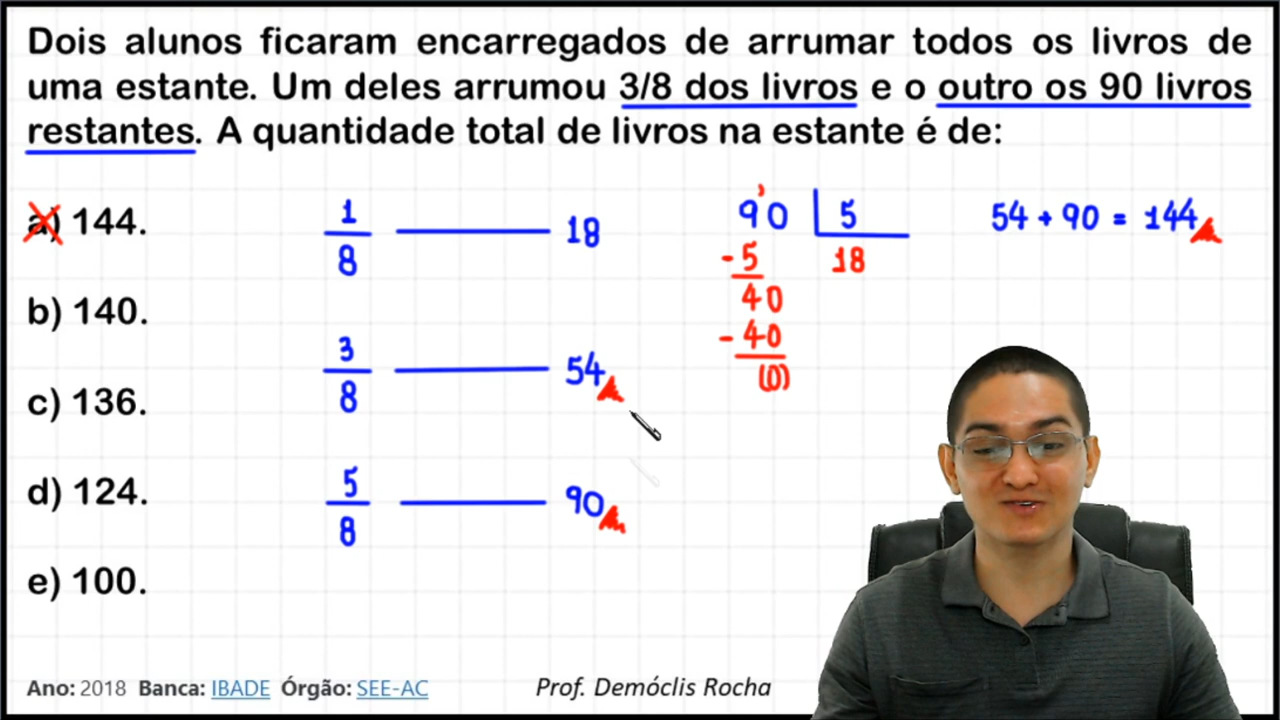 Dois alunos ficaram encarregados de arrumar todos os livros de
uma estante. Um deles arrumou 3/8 dos livros e o outro os 90 livros
restantes. A quantidade total de livros na estante é de:
a) 144.
b) 140.
c) 136.
d) 124.
e) 100.
1
8
18
3
8
54
5
8
90
1
90 5
- 5 18
40
- 40
(0)
54 + 90 = 144
Ano: 2018 Banca: IBADE Órgão: SEE-AC
Prof. Demóclis Rocha